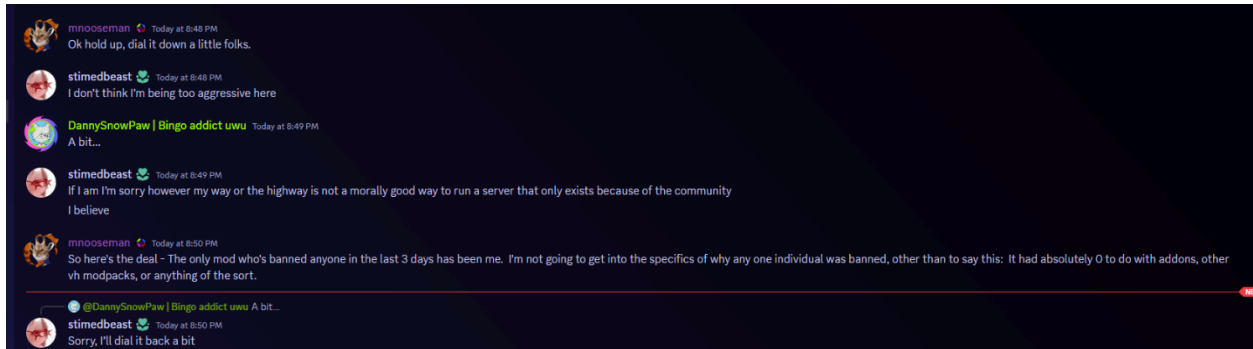 mnooseman Today at 8:48 PM
Ok hold up, dial it down a little folks.
stimedbeast Today at 8:48 PM
I don't think I'm being too aggressive here
DannySnowPaw | Bingo addict uwu Today at 8:49 PM
A bit...
stimedbeast Today at 8:49 PM
If I am I'm sorry however my way or the highway is not a morally good way to run a server that only exists because of the community
I believe
mnooseman Today at 8:50 PM
So here's the deal - The only mod who's banned anyone in the last 3 days has been me. I'm not going to get into the specifics of why any one individual was banned, other than to say this: It had absolutely 0 to do with addons, other
vh modpacks, or anything of the sort.
@DannySnowPaw | Bingo addict uwu A bit...
stimedbeast Today at 8:50 PM
Sorry, I'll dial it back a bit